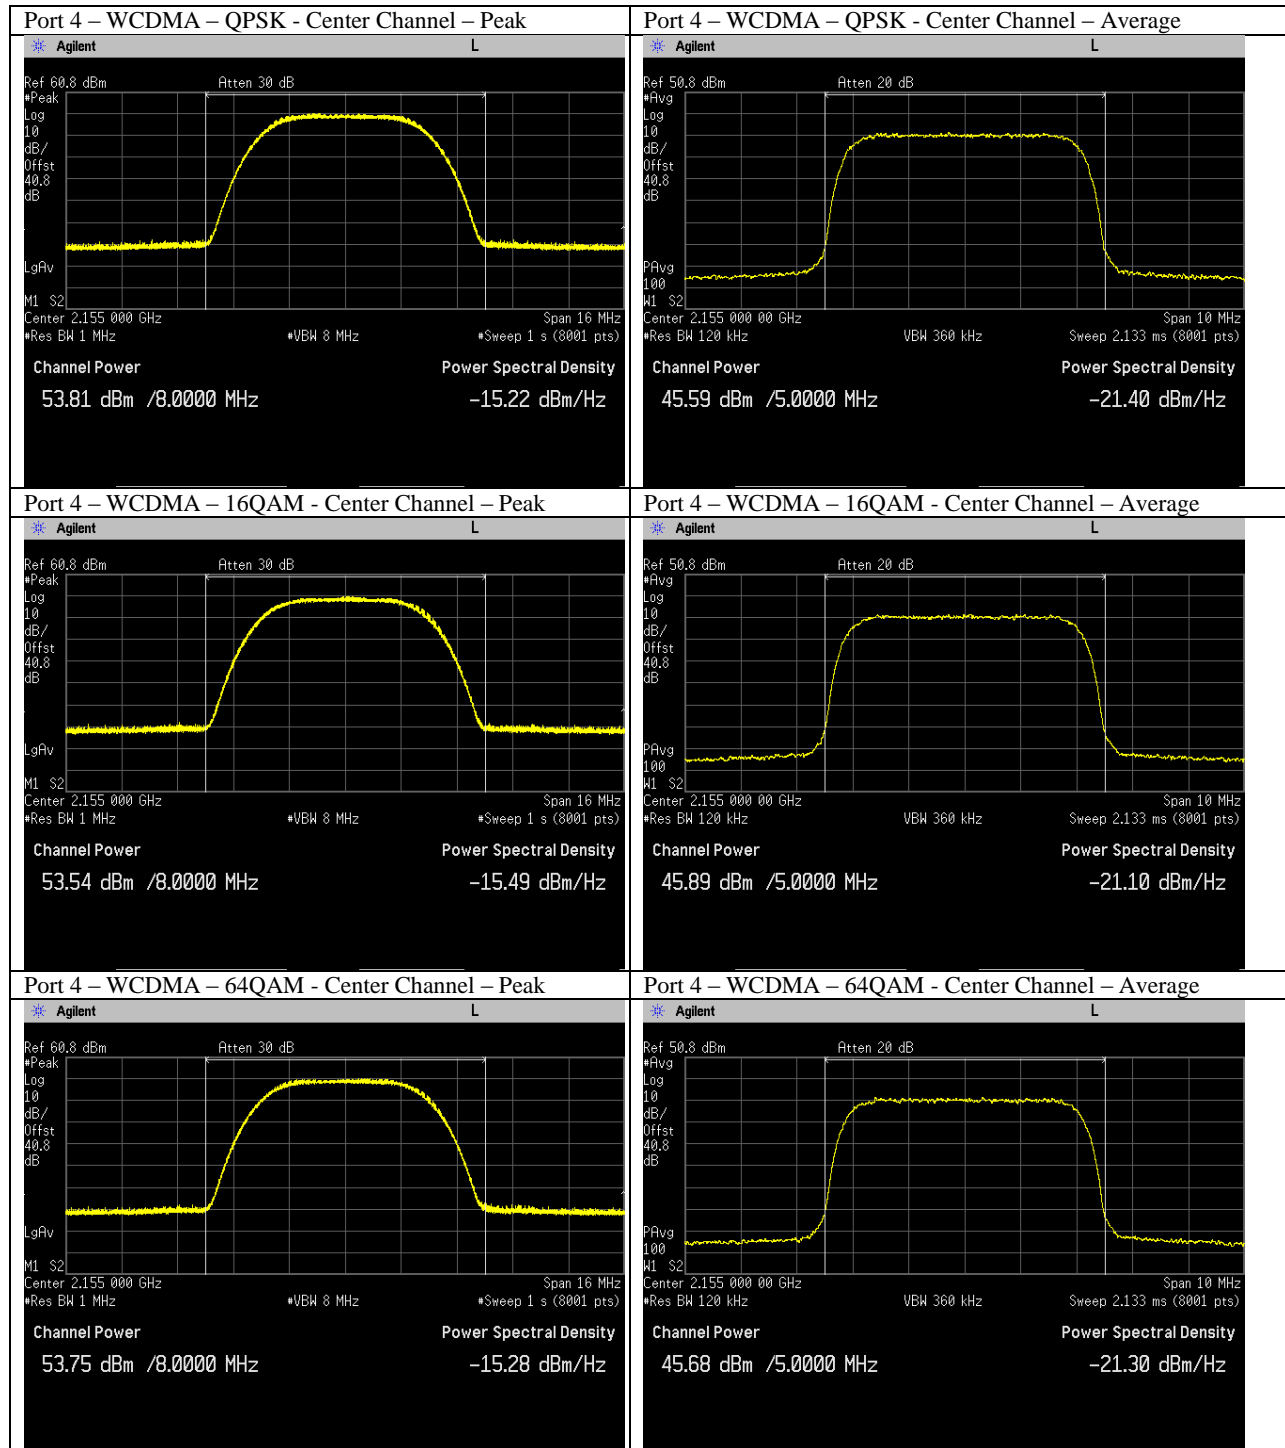 Port 4 – WCDMA – QPSK - Center Channel – Peak
Agilent
L
Ref 60.8 dBm Atten 30 dB
#Peak
Log
10
dB/
Offst
40.8
dB
LgAv
M1 S2
Center 2.155 000 GHz Span 16 MHz
#Res BW 1 MHz #VBW 8 MHz #Sweep 1 s (8001 pts)
Channel Power Power Spectral Density
53.81 dBm /8.0000 MHz -15.22 dBm/Hz
Port 4 – WCDMA – QPSK - Center Channel – Average
Agilent
L
Ref 50.8 dBm Atten 20 dB
#Avg
Log
10
dB/
Offst
40.8
dB
PAvg
100
W1 S2
Center 2.155 000 00 GHz Span 10 MHz
#Res BW 120 kHz VBW 360 kHz Sweep 2.133 ms (8001 pts)
Channel Power Power Spectral Density
45.59 dBm /5.0000 MHz -21.40 dBm/Hz
Port 4 – WCDMA – 16QAM - Center Channel – Peak
Agilent
L
Ref 60.8 dBm Atten 30 dB
#Peak
Log
10
dB/
Offst
40.8
dB
LgAv
M1 S2
Center 2.155 000 GHz Span 16 MHz
#Res BW 1 MHz #VBW 8 MHz #Sweep 1 s (8001 pts)
Channel Power Power Spectral Density
53.54 dBm /8.0000 MHz -15.49 dBm/Hz
Port 4 – WCDMA – 16QAM - Center Channel – Average
Agilent
L
Ref 50.8 dBm Atten 20 dB
#Avg
Log
10
dB/
Offst
40.8
dB
PAvg
100
W1 S2
Center 2.155 000 00 GHz Span 10 MHz
#Res BW 120 kHz VBW 360 kHz Sweep 2.133 ms (8001 pts)
Channel Power Power Spectral Density
45.89 dBm /5.0000 MHz -21.10 dBm/Hz
Port 4 – WCDMA – 64QAM - Center Channel – Peak
Agilent
L
Ref 60.8 dBm Atten 30 dB
#Peak
Log
10
dB/
Offst
40.8
dB
LgAv
M1 S2
Center 2.155 000 GHz Span 16 MHz
#Res BW 1 MHz #VBW 8 MHz #Sweep 1 s (8001 pts)
Channel Power Power Spectral Density
53.75 dBm /8.0000 MHz -15.28 dBm/Hz
Port 4 – WCDMA – 64QAM - Center Channel – Average
Agilent
L
Ref 50.8 dBm Atten 20 dB
#Avg
Log
10
dB/
Offst
40.8
dB
PAvg
100
W1 S2
Center 2.155 000 00 GHz Span 10 MHz
#Res BW 120 kHz VBW 360 kHz Sweep 2.133 ms (8001 pts)
Channel Power Power Spectral Density
45.68 dBm /5.0000 MHz -21.30 dBm/Hz